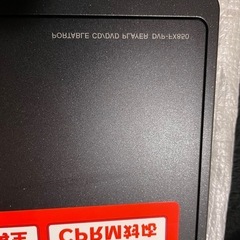 PORTABLE CD/DVD PLAYER DVP-FX850
CPRM対応